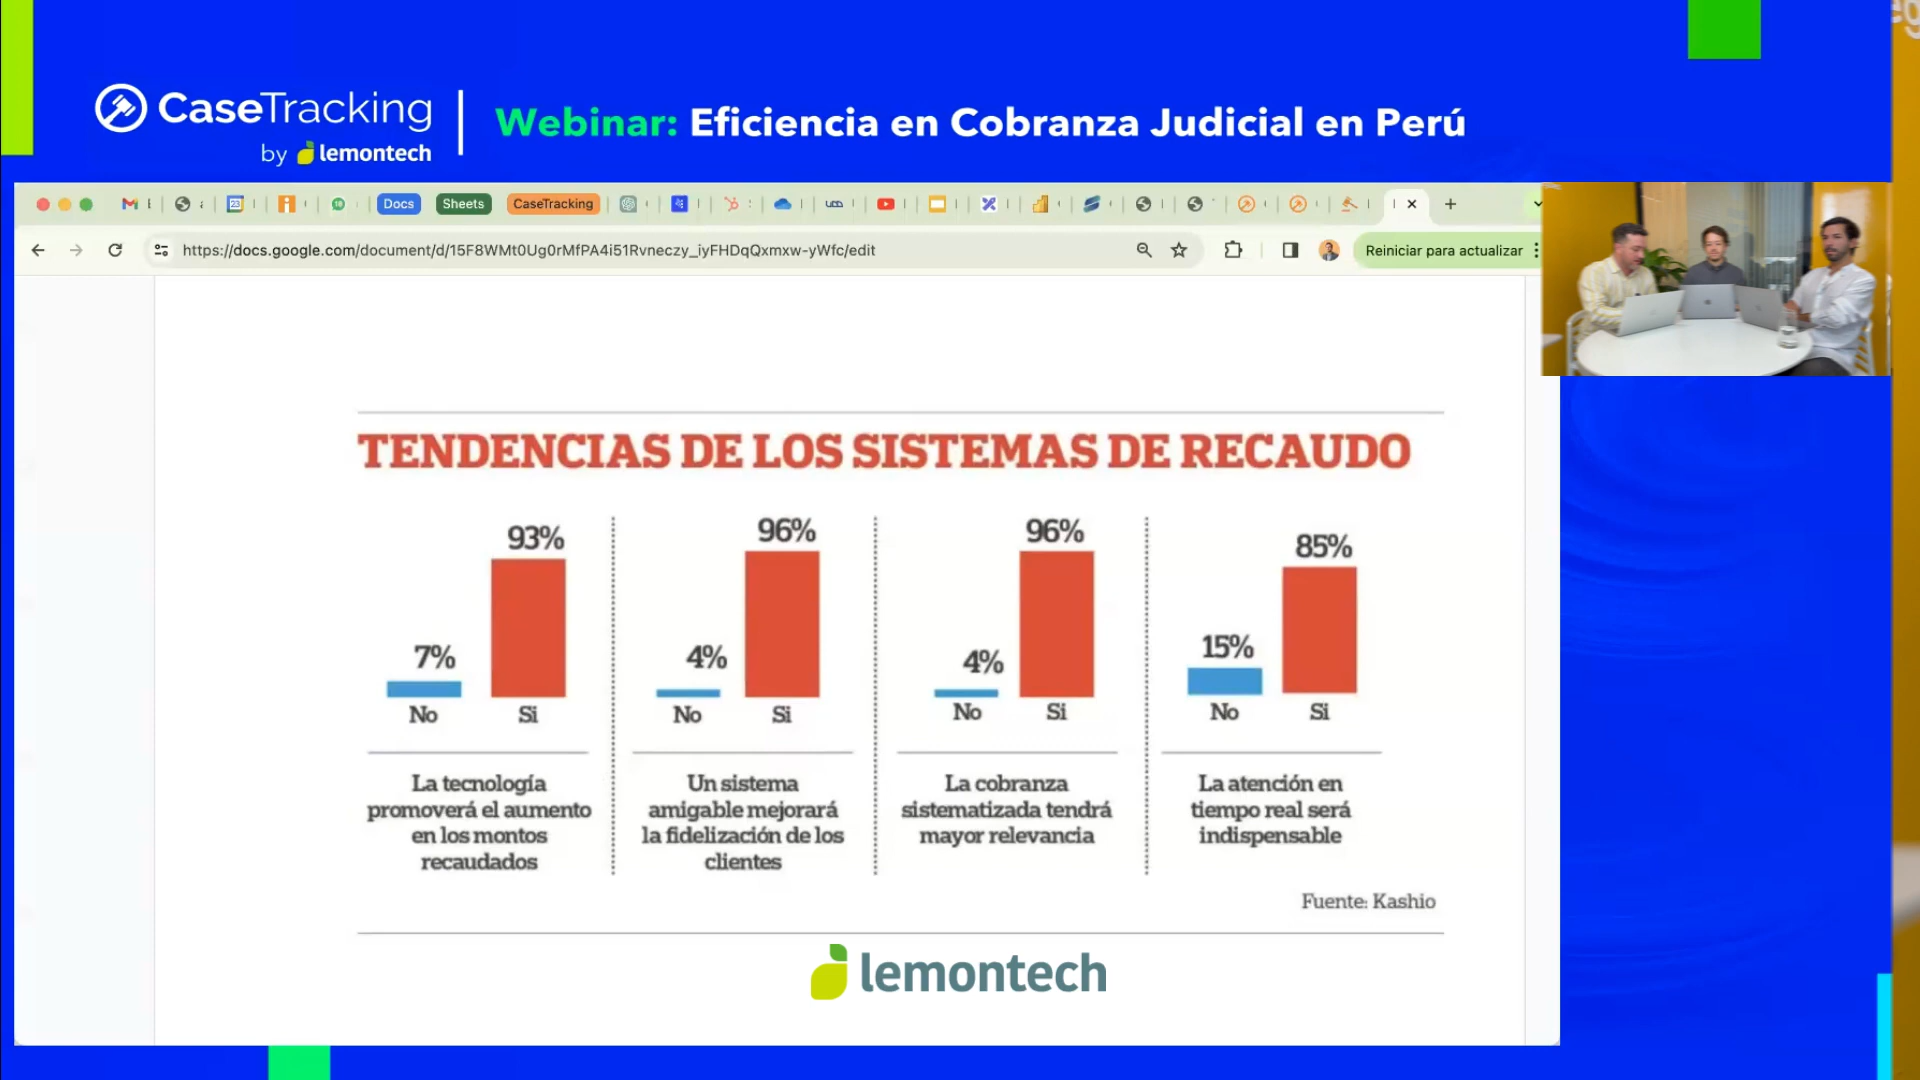 CaseTracking
by lemontech
Webinar: Eficiencia en Cobranza Judicial en Perú
Docs
Sheets
CaseTracking
https://docs.google.com/document/d/15F8WMt0Ug0rMfPA4i51Rvneczy_iyFHDqQxmxw-yWfc/edit
Reiniciar para actualizar
TENDENCIAS DE LOS SISTEMAS DE RECAUDO
93%
7%
No
Si
La tecnología
promoverá el aumento
en los montos
recaudados
96%
4%
No
Si
Un sistema
amigable mejorará
la fidelización de los
clientes
96%
4%
No
Si
La cobranza
sistematizada tendrá
mayor relevancia
85%
15%
No
Si
La atención en
tiempo real será
indispensable
Fuente: Kashio
lemontech